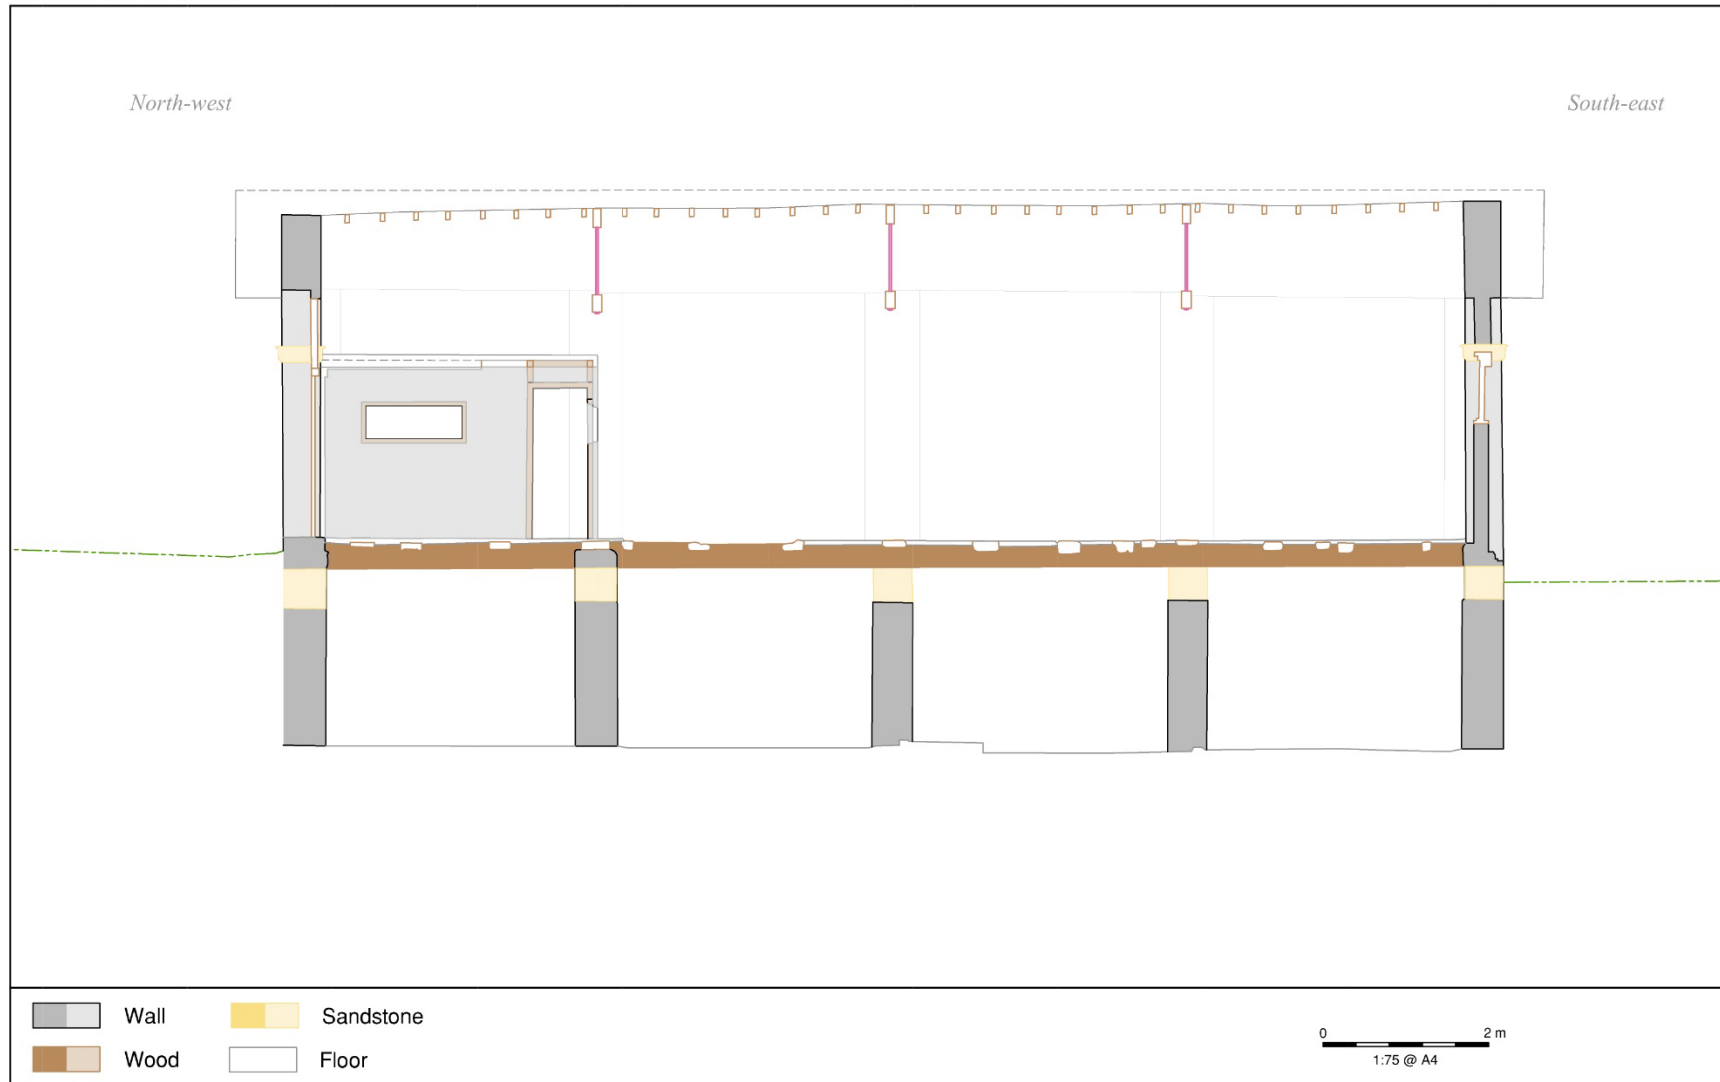 North-west
South-east
Wall
Sandstone
Wood
Floor
0 2 m
1:75 @ A4